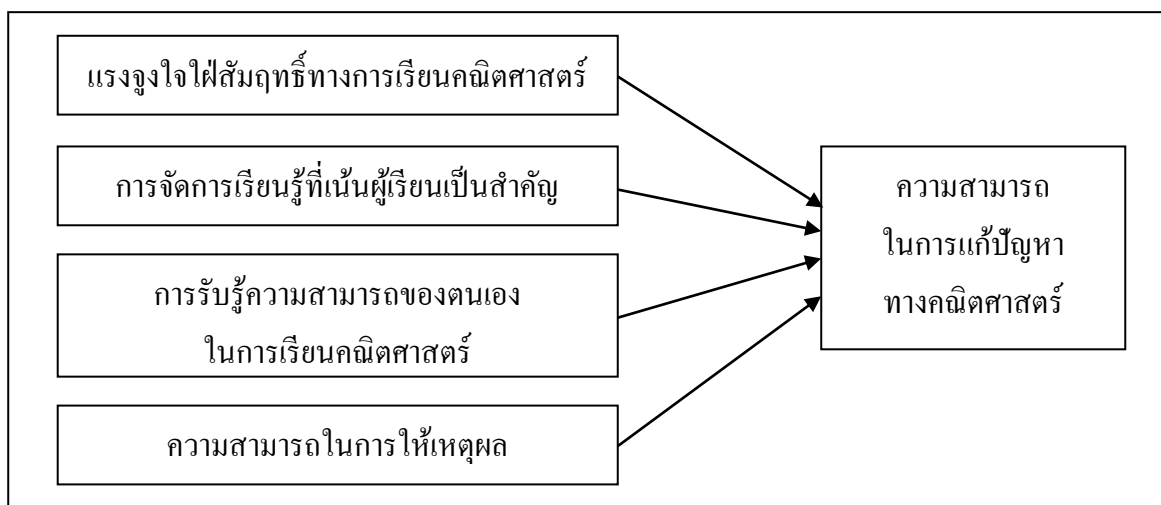 แรงจูงใจใฝ่สัมฤทธิ์ทางการเรียนคณิตศาสตร์
การจัดการเรียนรู้ที่เน้นผู้เรียนเป็นสำคัญ
การรับรู้ความสามารถของตนเอง
ในการเรียนคณิตศาสตร์
ความสามารถในการให้เหตุผล
ความสามารถ
ในการแก้ปัญหา
ทางคณิตศาสตร์